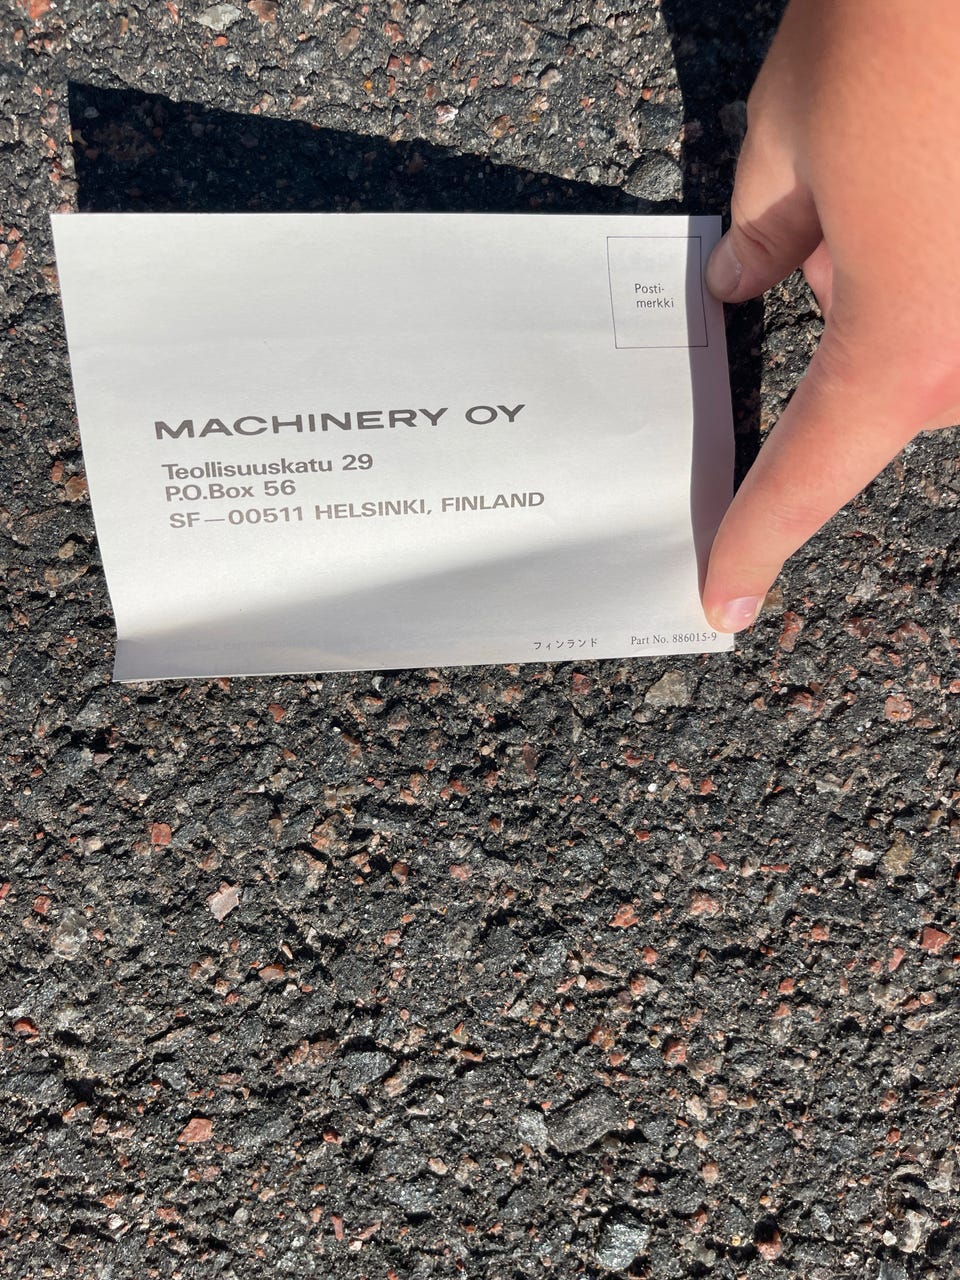 Posti-
merkki
MACHINERY OY
Teollisuuskatu 29
P.O.Box 56
SF—00511 HELSINKI, FINLAND
フィンランド Part No. 886015-9